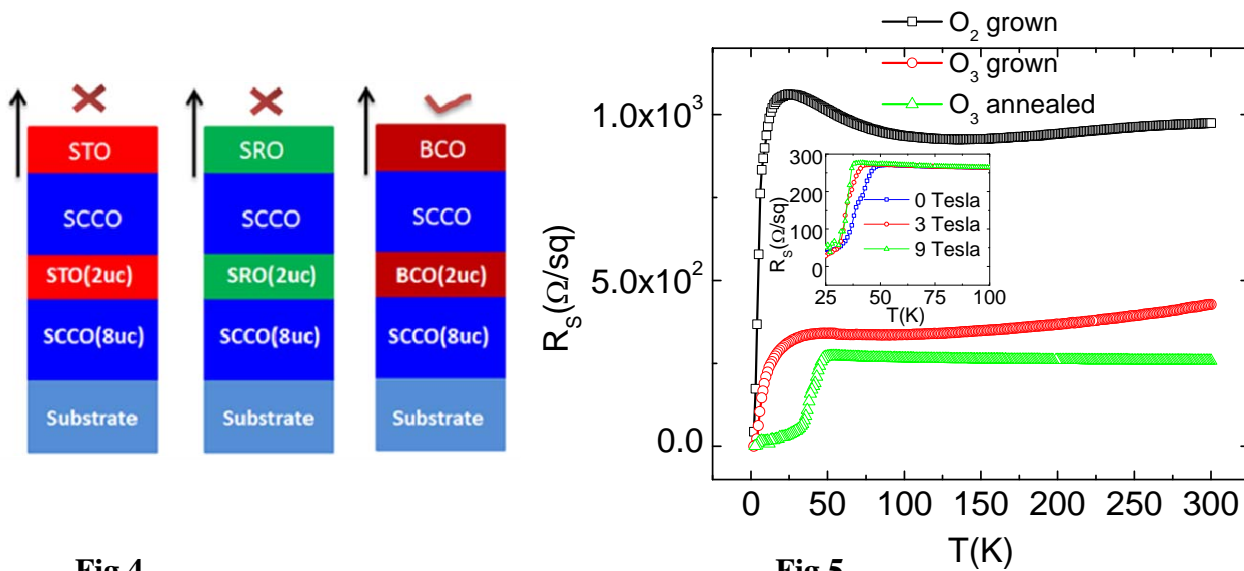 STO
SCCO
STO(2uc)
SCCO(8uc)
Substrate
SRO
SCCO
SRO(2uc)
SCCO(8uc)
Substrate
BCO
SCCO
BCO(2uc)
SCCO(8uc)
Substrate
Fig 4
O₂ grown
O₃ grown
O₃ annealed
1.0x10³
5.0x10²
0.0
R_S(Ω/sq)
0 50 100 150 200 250 300
T(K)
300
200
100
50
0
R_S(Ω/sq)
0 Tesla
3 Tesla
9 Tesla
25 50 75 100
T(K)
Fig 5